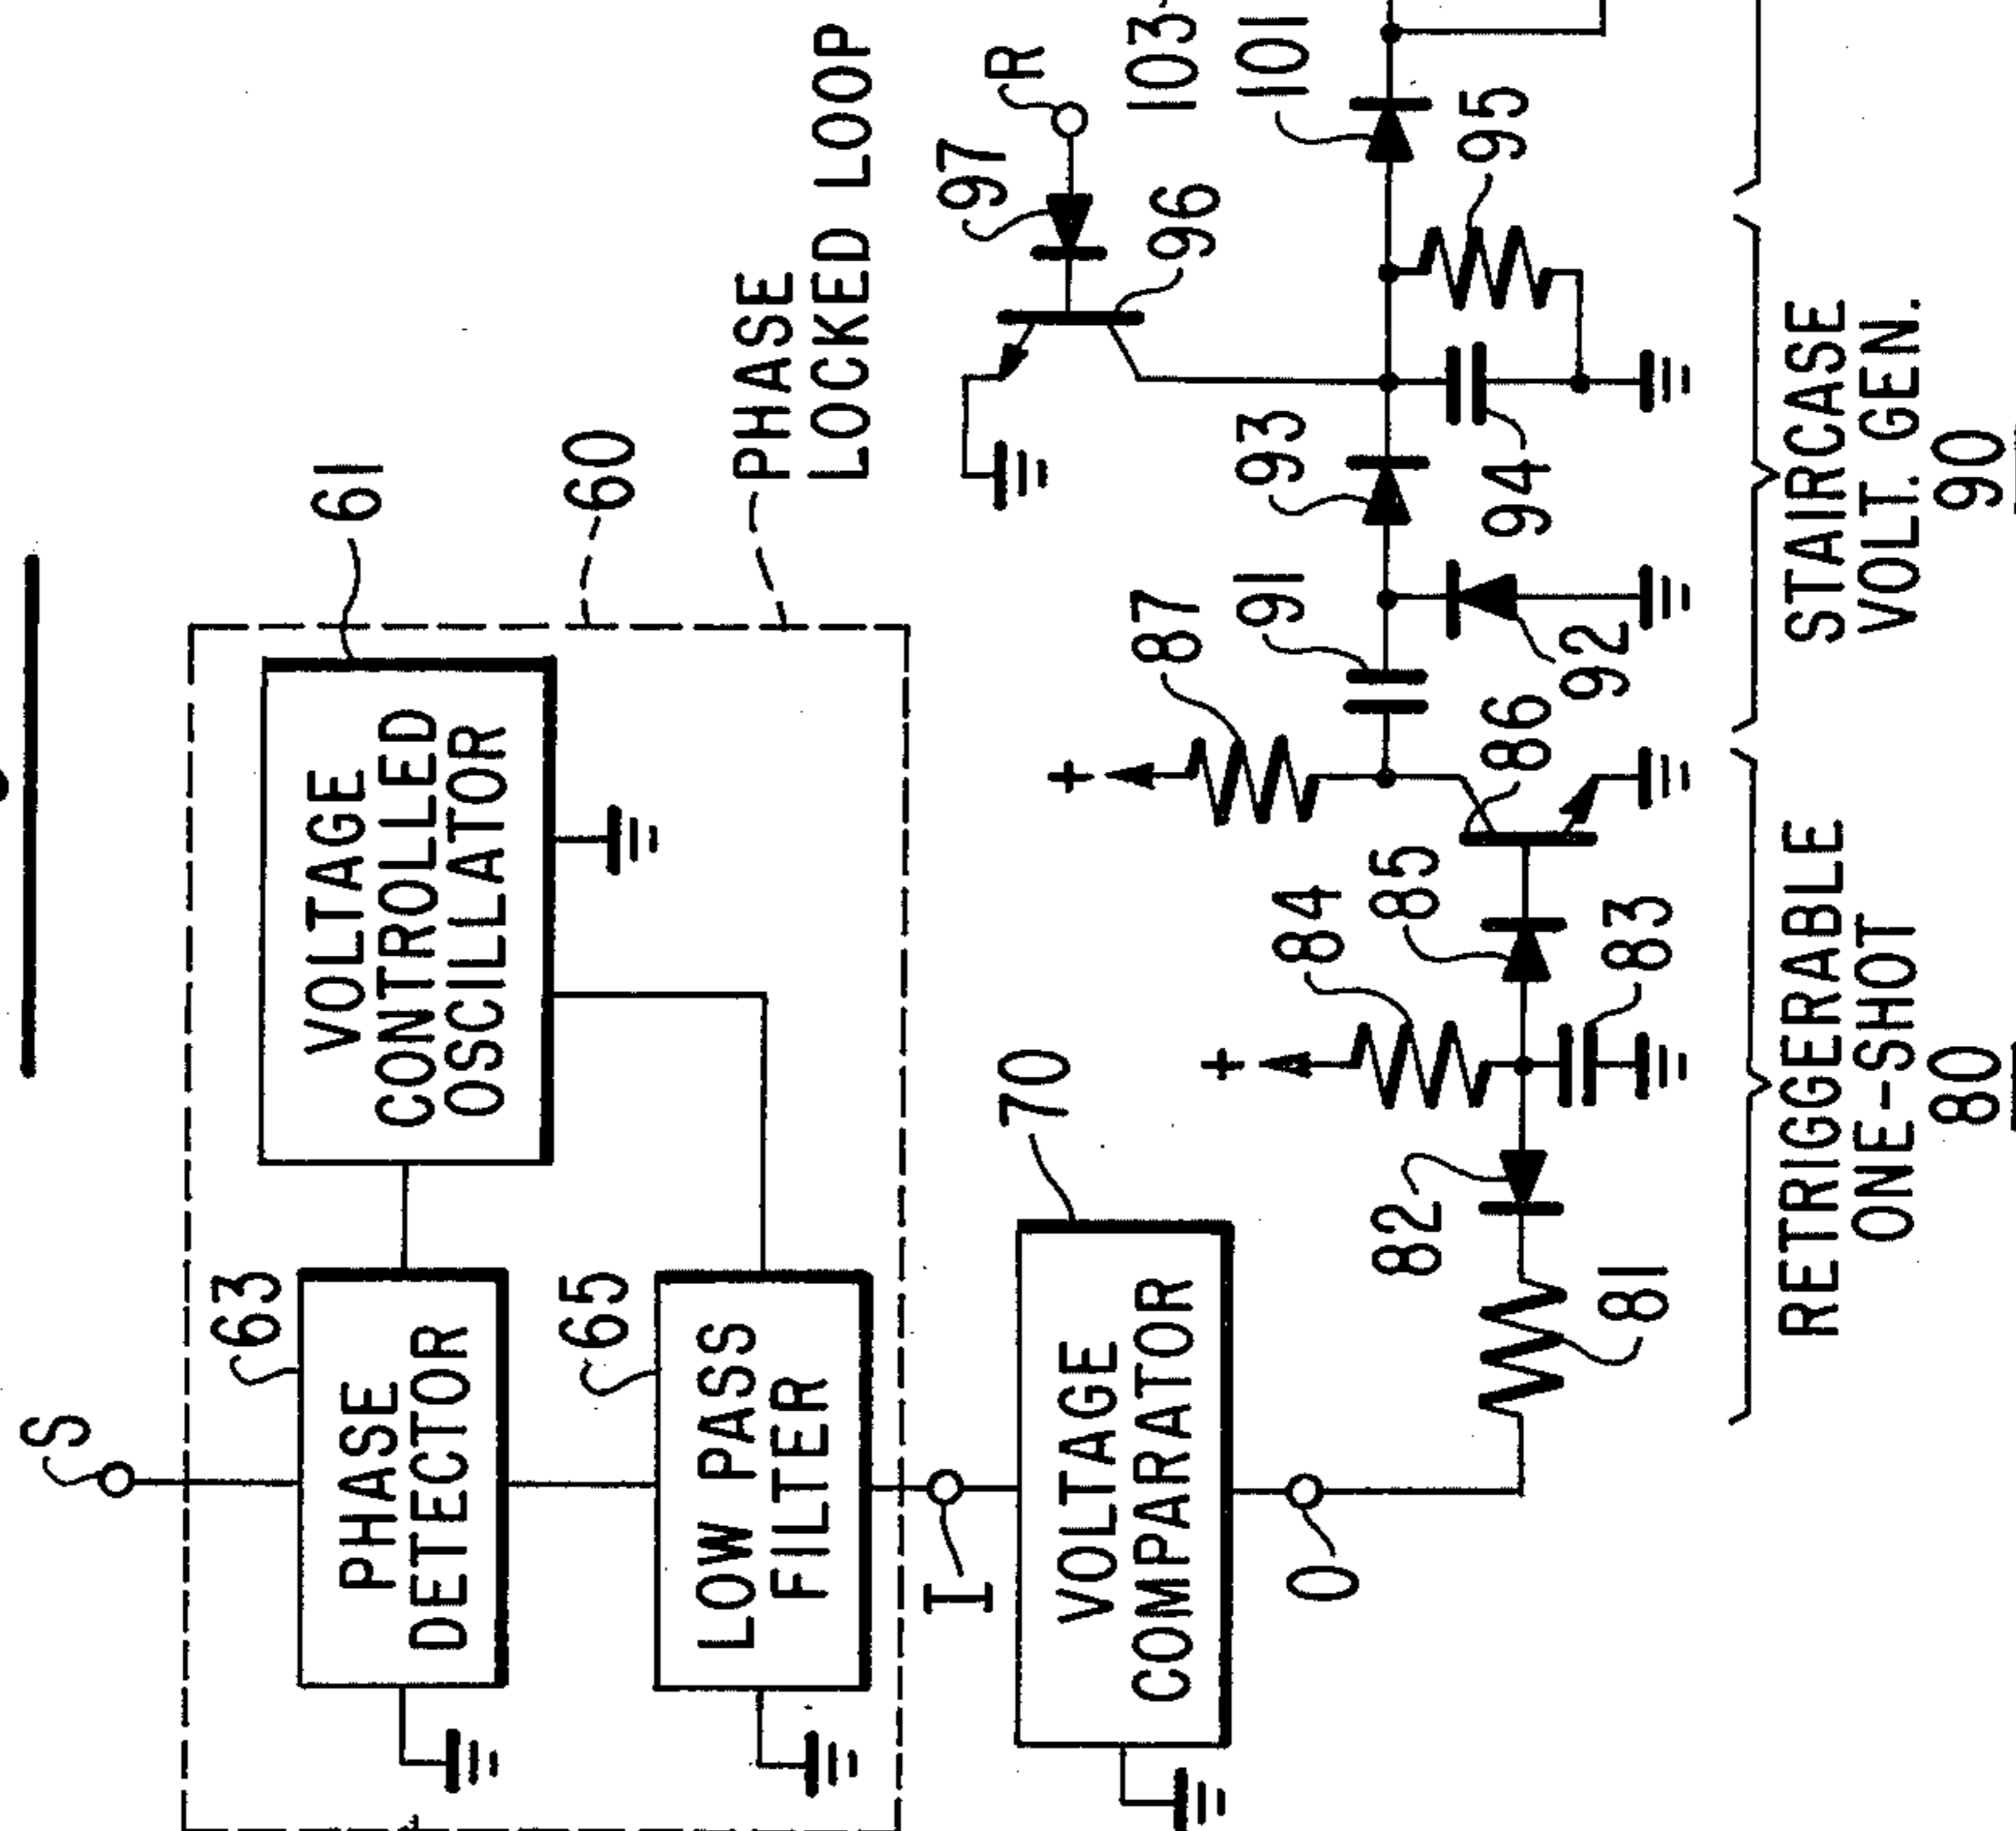 S
63
PHASE
DETECTOR
61
VOLTAGE
CONTROLLED
OSCILLATOR
60
PHASE
LOCKED LOOP
65
LOW PASS
FILTER
I
70
VOLTAGE
COMPARATOR
O
81
82
83
84
85
86
87
RETRIGGERABLE
ONE-SHOT
80
91
92
93
94
95
96
97
R
STAIRCASE
VOLT. GEN.
90
101
103
+
+